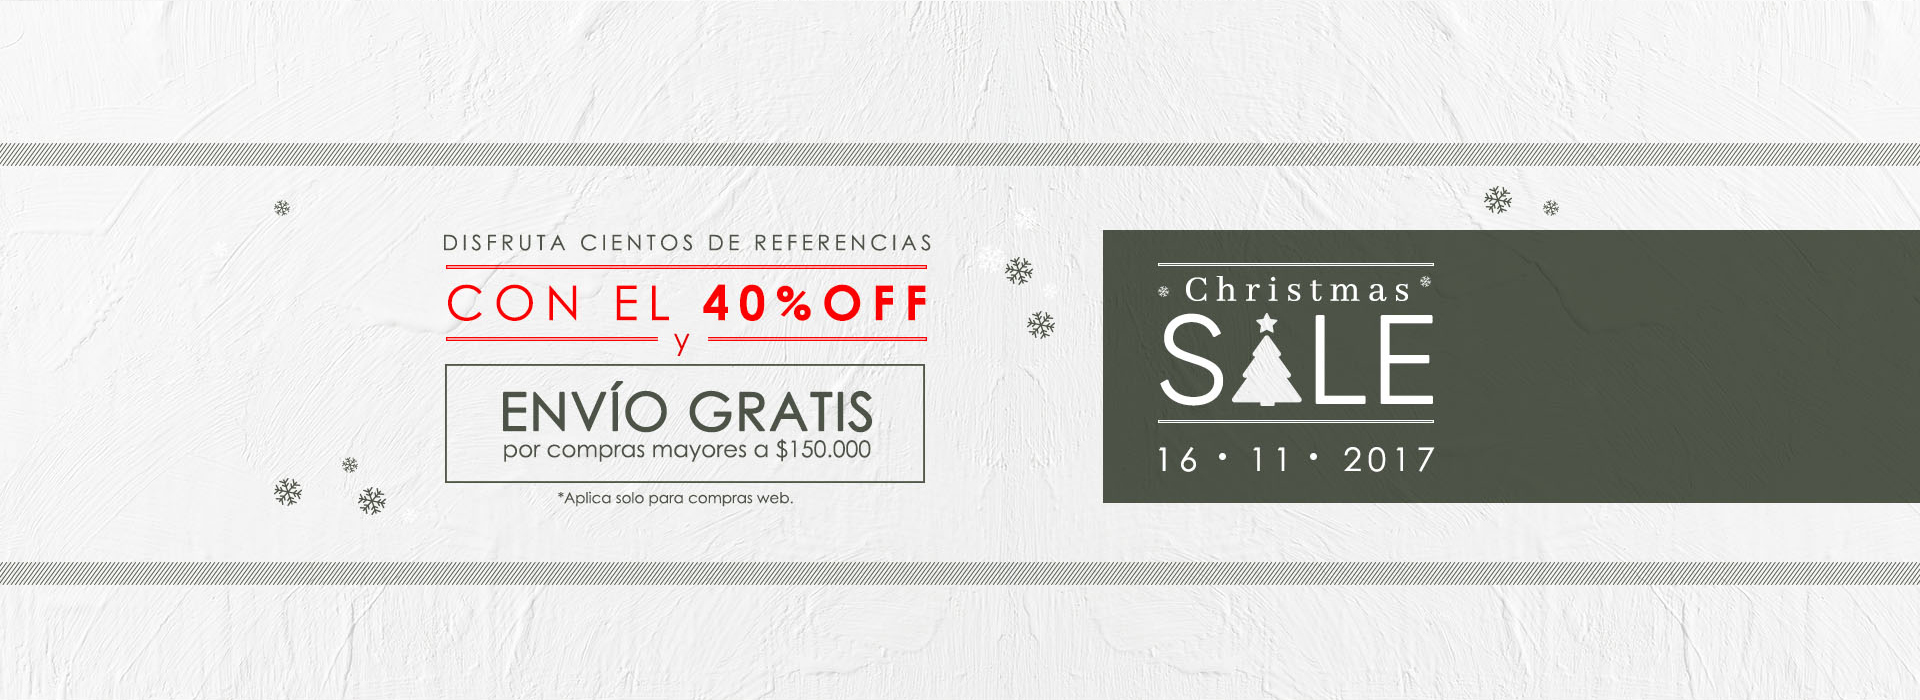 DISFRUTA CIENTOS DE REFERENCIAS
CON EL 40%OFF
y
ENVÍO GRATIS
por compras mayores a $150.000
*Aplica solo para compras web.
Christmas
SALE
16 • 11 • 2017